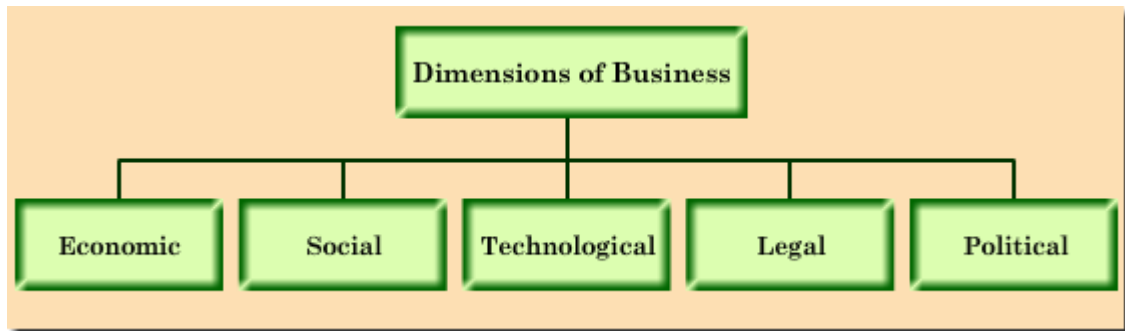 Dimensions of Business
Economic
Social
Technological
Legal
Political